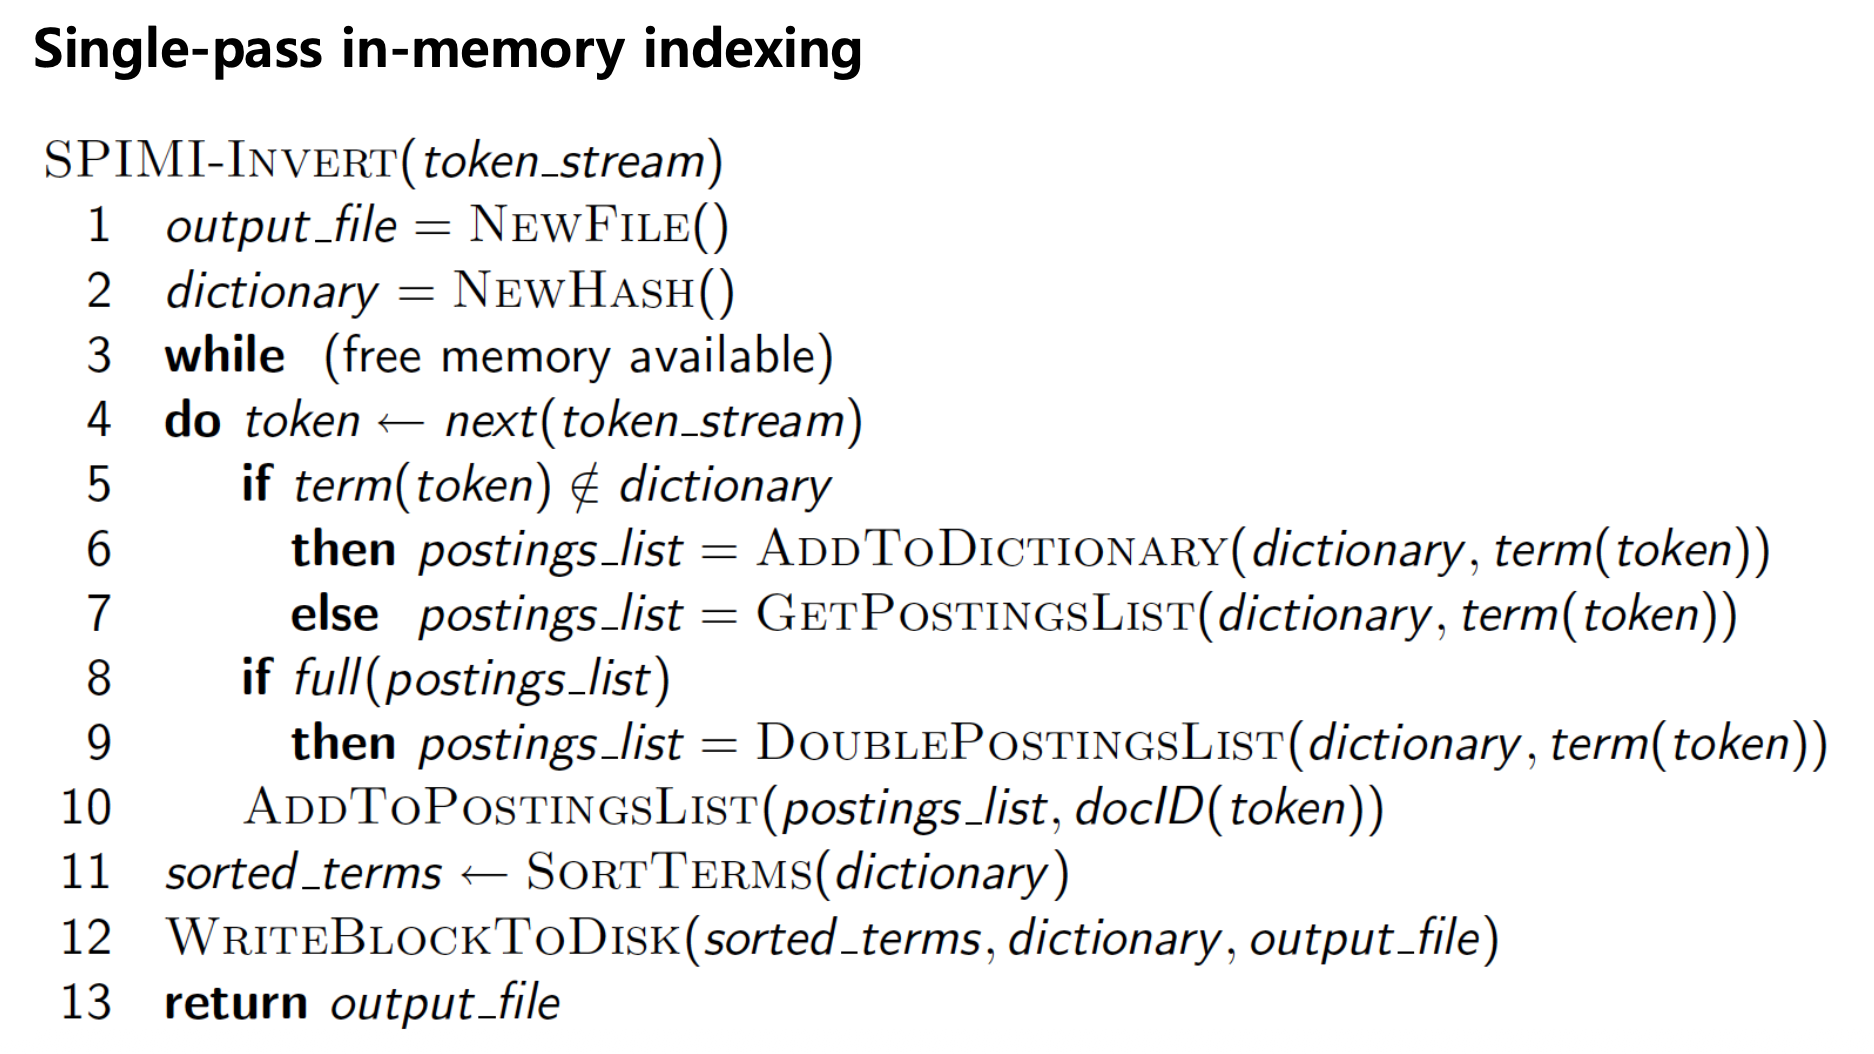 Single-pass in-memory indexing
SPIMI-INVERT(token_stream)
1 output_file = NEWFILE()
2 dictionary = NEWHASH()
3 while (free memory available)
4 do token ← next(token_stream)
5 if term(token) ∉ dictionary
6 then postings_list = ADDTODICTIONARY(dictionary, term(token))
7 else postings_list = GETPOSTINGSLIST(dictionary, term(token))
8 if full(postings_list)
9 then postings_list = DOUBLEPOSTINGSLIST(dictionary, term(token))
10 ADDTOPOSTINGSLIST(postings_list, docID(token))
11 sorted_terms ← SORTTERMS(dictionary)
12 WRITEBLOCKTODISK(sorted_terms, dictionary, output_file)
13 return output_file